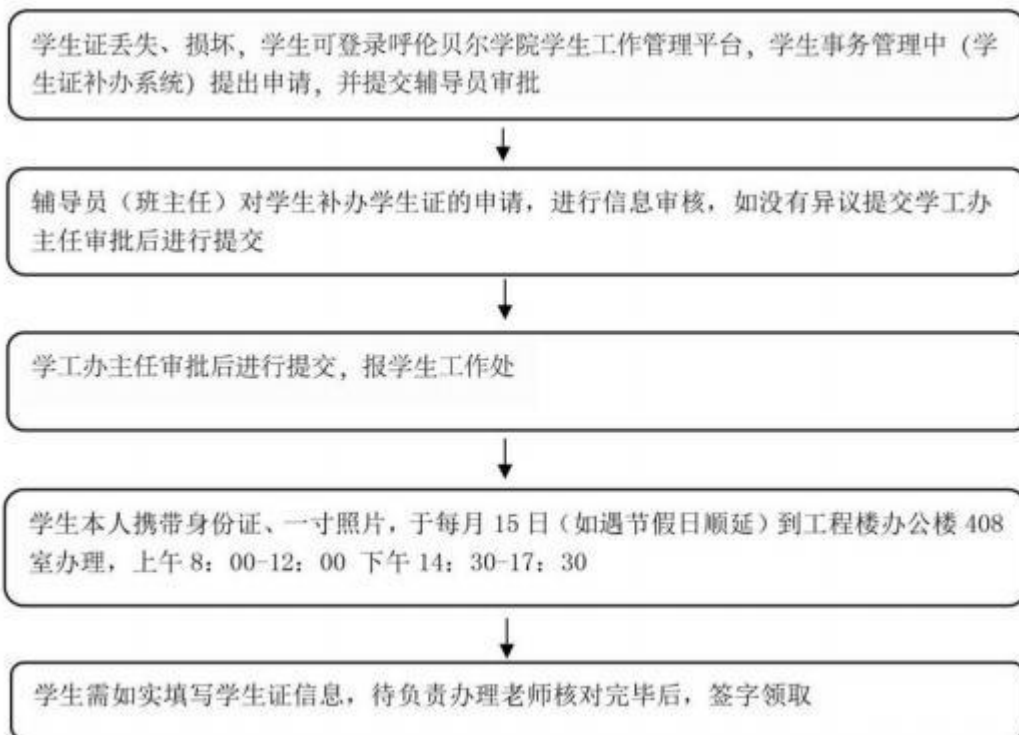 学生证丢失、损坏，学生可登录呼伦贝尔学院学生工作管理平台，学生事务管理中（学
生证补办系统）提出申请，并提交辅导员审批
辅导员（班主任）对学生补办学生证的申请，进行信息审核，如没有异议提交学工办
主任审批后进行提交
学工办主任审批后进行提交，报学生工作处
学生本人携带身份证、一寸照片，于每月 15 日（如遇节假日顺延）到工程楼办公楼 408
室办理，上午 8：00-12：00 下午 14：30-17：30
学生需如实填写学生证信息，待负责办理老师核对完毕后，签字领取